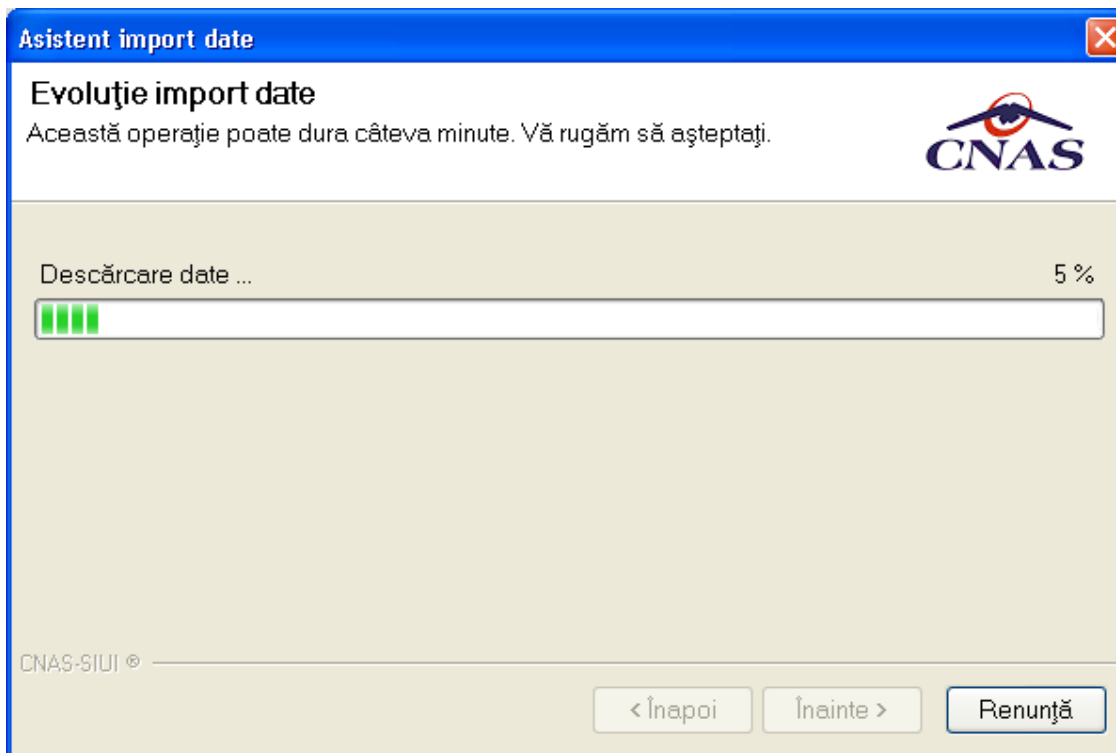 Asistent import date
Evoluţie import date
Această operaţie poate dura câteva minute. Vă rugăm să aşteptaţi.
CNAS
Descărcare date ... 5 %
CNAS-SIUI ®
< Înapoi Înainte > Renunţă